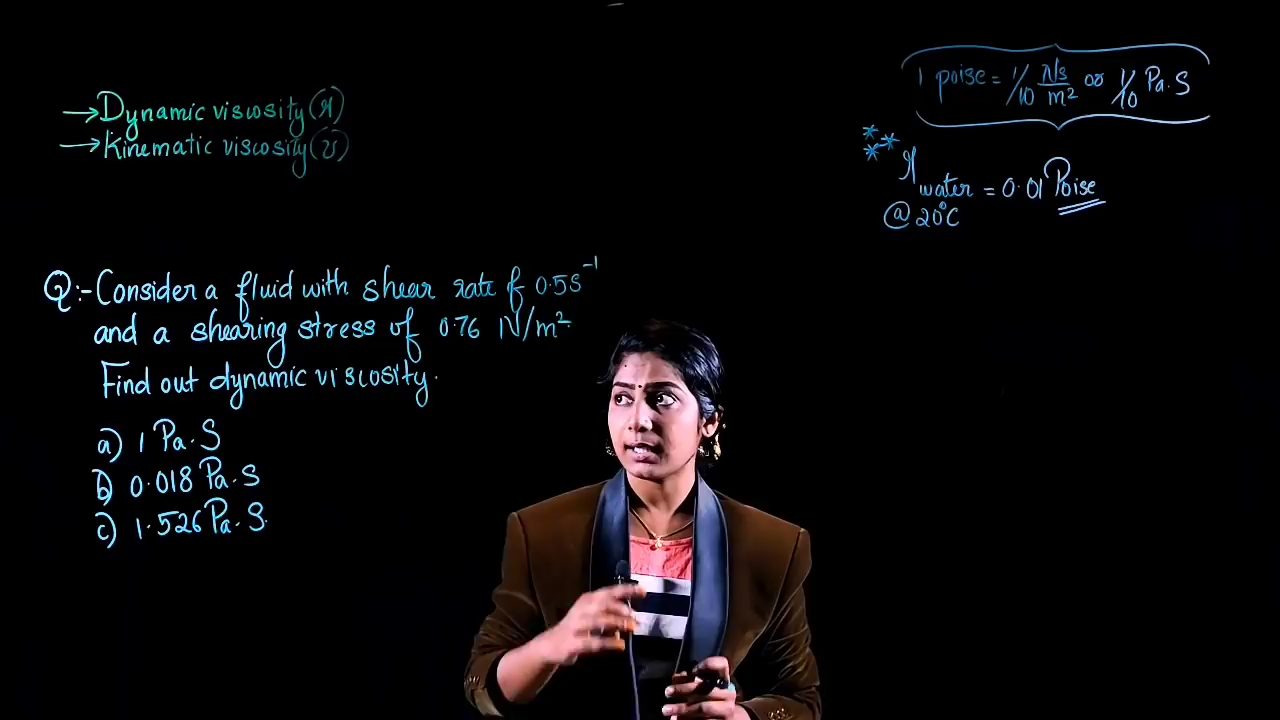 → Dynamic viscosity (μ)
→ Kinematic viscosity (ν)
1 poise = 1/10 Ns/m² or 1/10 Pa.S
*** μ water = 0.01 Poise
@ 20°C
Q:- Consider a fluid with shear rate of 0.5 S⁻¹
and a shearing stress of 0.76 N/m².
Find out dynamic viscosity.
a) 1 Pa.S
b) 0.018 Pa.S
c) 1.526 Pa.S.